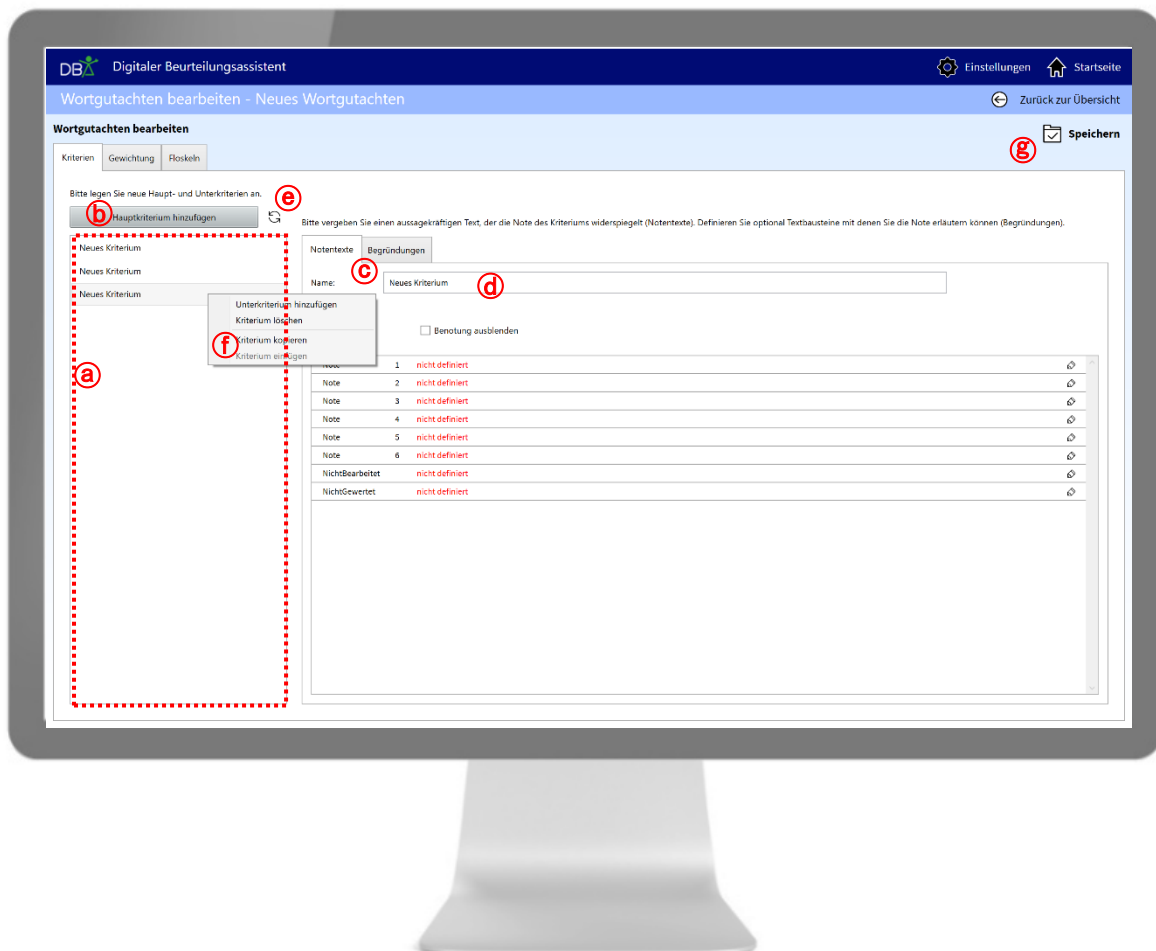 DBA Digitaler Beurteilungsassistent Einstellungen Startseite
Wortgutachten bearbeiten - Neues Wortgutachten Zurück zur Übersicht
Wortgutachten bearbeiten Speichern
g
Kriterien Gewichtung Floskeln
Bitte legen Sie neue Haupt- und Unterkriterien an.
e
b Hauptkriterium hinzufügen
Bitte vergeben Sie einen aussagekräftigen Text, der die Note des Kriteriums widerspiegelt (Notentexte). Definieren Sie optional Textbausteine mit denen Sie die Note erläutern können (Begründungen).
Neues Kriterium
Neues Kriterium
Neues Kriterium
Unterkriterium hinzufügen
Kriterium löschen
Kriterium kopieren
Kriterium einfügen
f
a
Notentexte Begründungen
c
Name: Neues Kriterium d
Benotung ausblenden
Note 1 nicht definiert
Note 2 nicht definiert
Note 3 nicht definiert
Note 4 nicht definiert
Note 5 nicht definiert
Note 6 nicht definiert
NichtBearbeitet nicht definiert
NichtGewertet nicht definiert